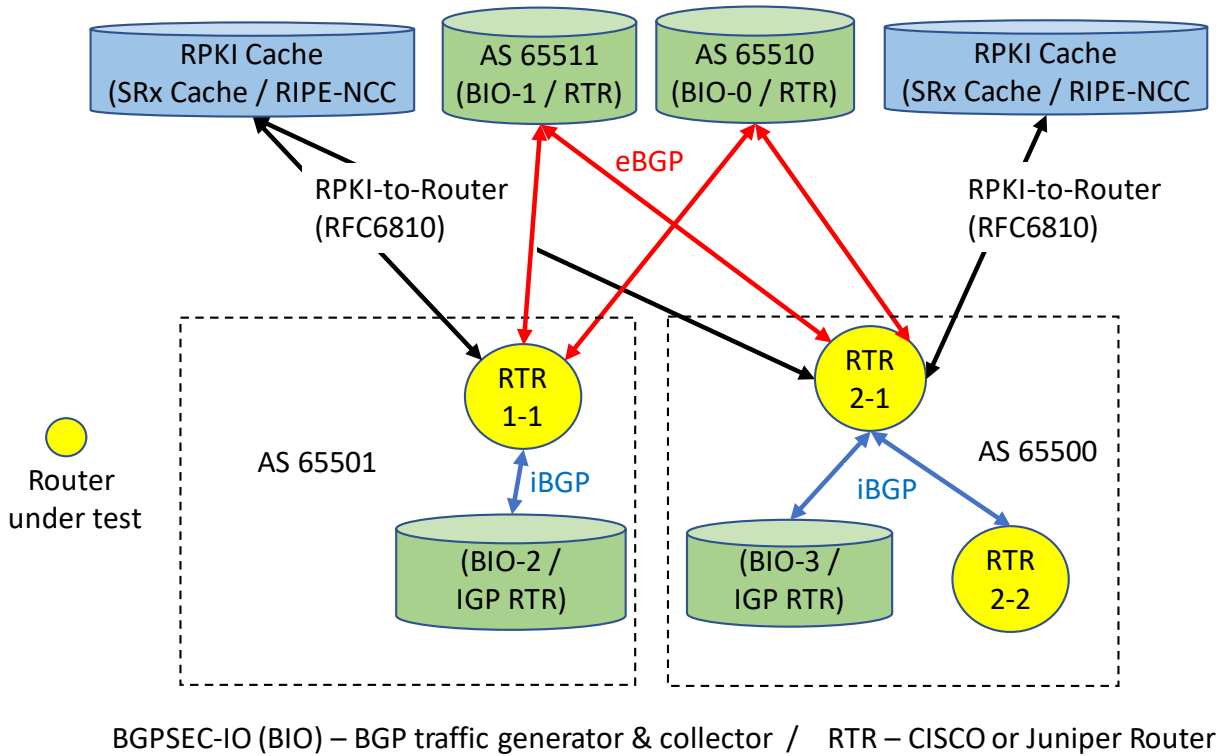 RPKI Cache
(SRx Cache / RIPE-NCC
AS 65511
(BIO-1 / RTR)
AS 65510
(BIO-0 / RTR)
RPKI Cache
(SRx Cache / RIPE-NCC
eBGP
RPKI-to-Router
(RFC6810)
RPKI-to-Router
(RFC6810)
RTR
1-1
RTR
2-1
Router
under test
AS 65501
AS 65500
iBGP
iBGP
(BIO-2 /
IGP RTR)
(BIO-3 /
IGP RTR)
RTR
2-2
BGPSEC-IO (BIO) – BGP traffic generator & collector / RTR – CISCO or Juniper Router